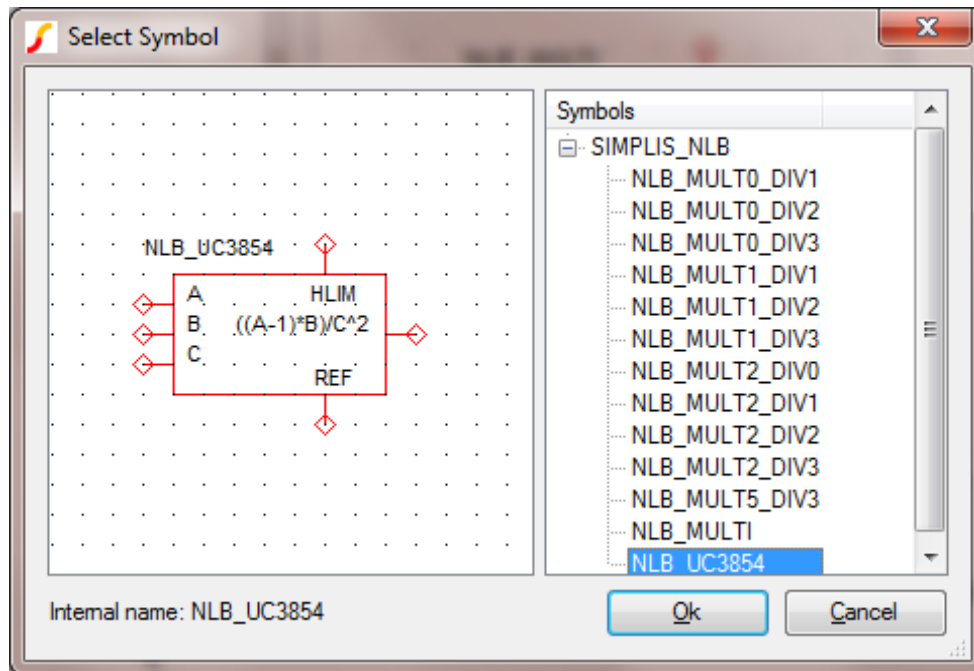 Select Symbol
NLB_UC3854
A
HLIM
B
((A-1)*B)/C^2
C
REF
Symbols
SIMPLIS_NLB
NLB_MULT0_DIV1
NLB_MULT0_DIV2
NLB_MULT0_DIV3
NLB_MULT1_DIV1
NLB_MULT1_DIV2
NLB_MULT1_DIV3
NLB_MULT2_DIV0
NLB_MULT2_DIV1
NLB_MULT2_DIV2
NLB_MULT2_DIV3
NLB_MULT5_DIV3
NLB_MULTI
NLB_UC3854
Internal name: NLB_UC3854
Ok
Cancel